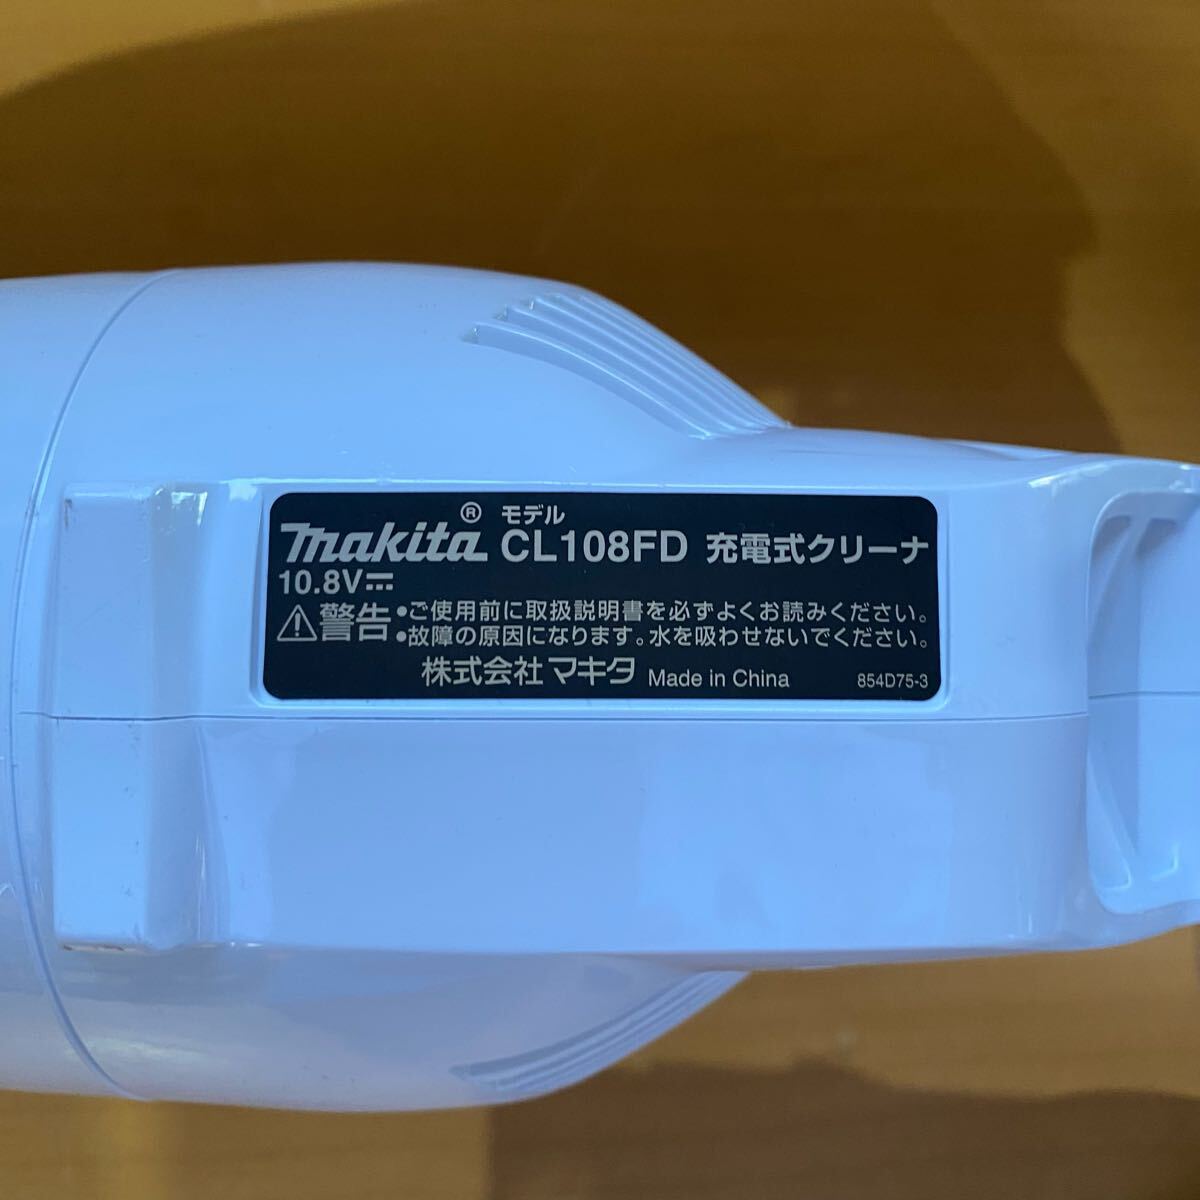 makita® モデル CL108FD 充電式クリーナ
10.8V⎓
⚠警告 •ご使用前に取扱説明書を必ずよくお読みください。
•故障の原因になります。水を吸わせないでください。
株式会社マキタ Made in China 854D75-3